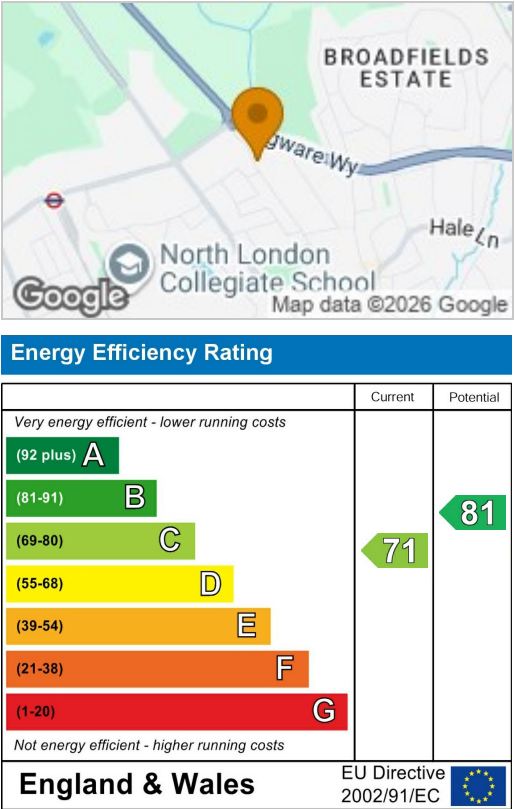 BROADFIELDS
ESTATE
gware Wy
Hale Ln
North London
Collegiate School
Google
Map data ©2026 Google
Energy Efficiency Rating
Current Potential
Very energy efficient - lower running costs
(92 plus) A
(81-91) B
81
(69-80) C
71
(55-68) D
(39-54) E
(21-38) F
(1-20) G
Not energy efficient - higher running costs
England & Wales
EU Directive
2002/91/EC